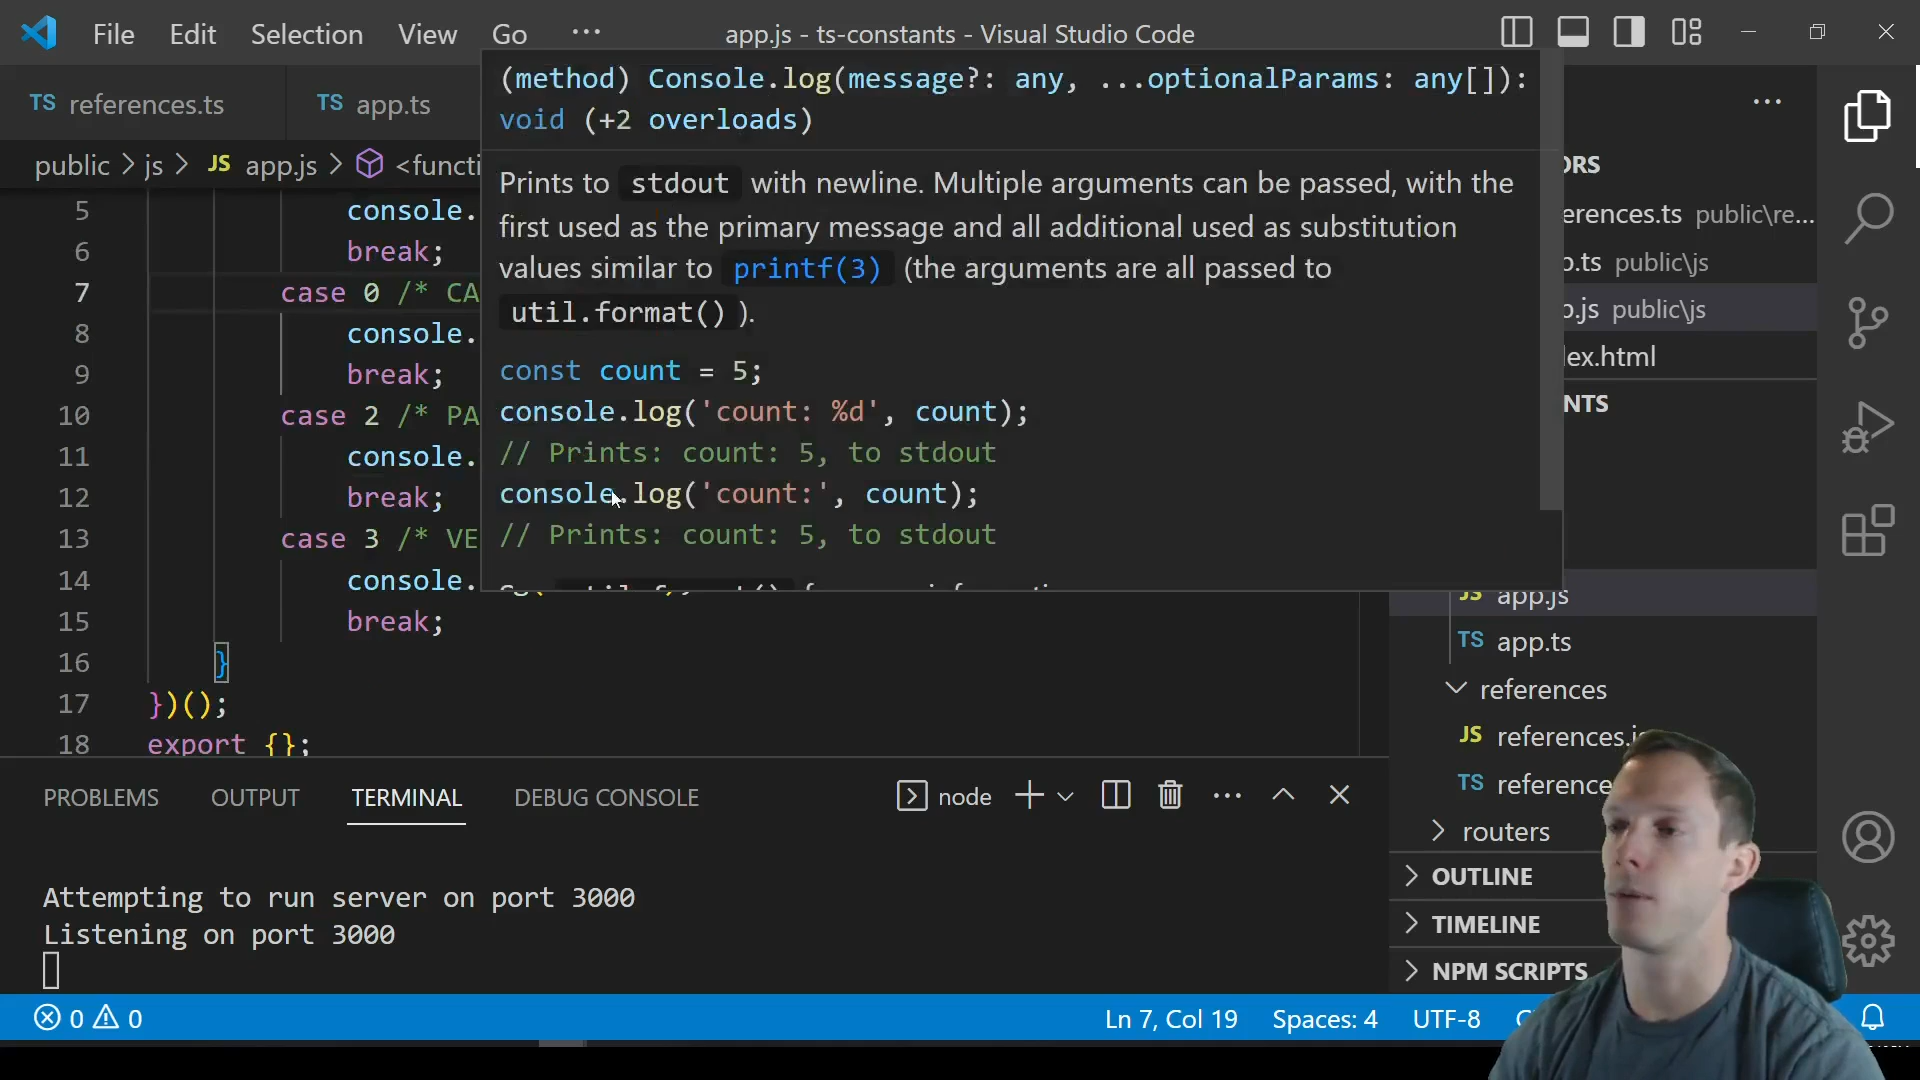 File Edit Selection View Go ··· app.js - ts-constants - Visual Studio Code
TS references.ts TS app.ts
public > js > JS app.js > <functi
5 console.
6 break;
7 case 0 /* CA
8 console.
9 break;
10 case 2 /* PA
11 console.
12 break;
13 case 3 /* VE
14 console.
15 break;
16 }
17 })();
18 export {};
(method) Console.log(message?: any, ...optionalParams: any[]):
void (+2 overloads)
Prints to stdout with newline. Multiple arguments can be passed, with the
first used as the primary message and all additional used as substitution
values similar to printf(3) (the arguments are all passed to
util.format() ).
const count = 5;
console.log('count: %d', count);
// Prints: count: 5, to stdout
console.log('count:', count);
// Prints: count: 5, to stdout
ORS
erences.ts public\re...
p.ts public\js
p.js public\js
lex.html
NTS
JS app.js
TS app.ts
references
JS references.js
TS reference
routers
OUTLINE
TIMELINE
NPM SCRIPTS
PROBLEMS OUTPUT TERMINAL DEBUG CONSOLE node
Attempting to run server on port 3000
Listening on port 3000
0 0 Ln 7, Col 19 Spaces: 4 UTF-8